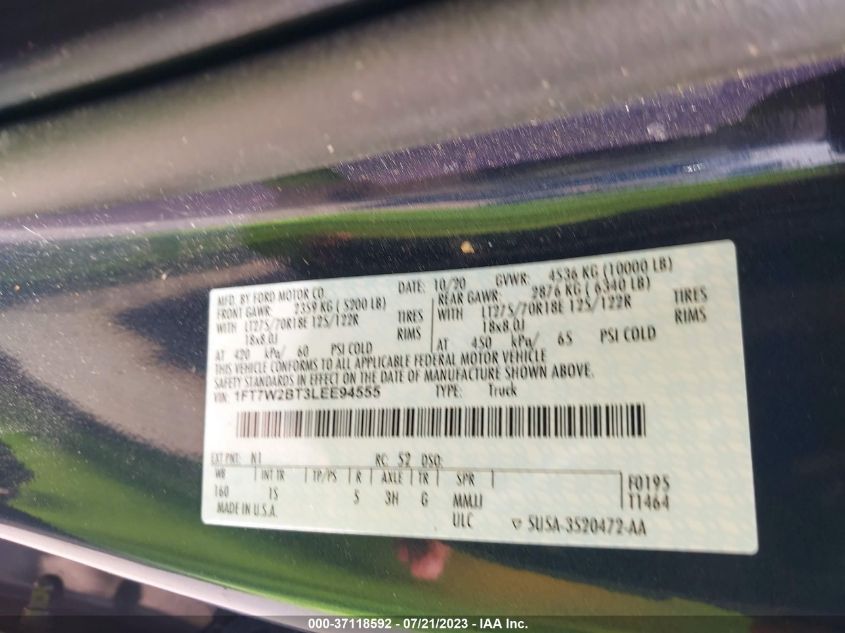 MFD. BY FORD MOTOR CO.
DATE: 10/20 GVWR: 4536 KG (10000 LB)
FRONT GAWR: 2359 KG ( 5200 LB)
REAR GAWR: 2876 KG ( 6340 LB)
WITH LT275/70R18E 125/122R TIRES
WITH LT275/70R18E 125/122R TIRES
18x8.0J RIMS
18x8.0J RIMS
AT 420 kPa/ 60 PSI COLD
AT 450 kPa/ 65 PSI COLD
THIS VEHICLE CONFORMS TO ALL APPLICABLE FEDERAL MOTOR VEHICLE
SAFETY STANDARDS IN EFFECT ON THE DATE OF MANUFACTURE SHOWN ABOVE.
VIN: 1FT7W2BT3LEE94555 TYPE: Truck
EXT PNT: N1 RC: 52 DSO:
WB INT TR TP/PS R AXLE TR SPR
160 1S 5 3H G MMJJ
F0195
T1464
MADE IN U.S.A. ULC 5U5A-3520472-AA
000-37118592 - 07/21/2023 - IAA Inc.